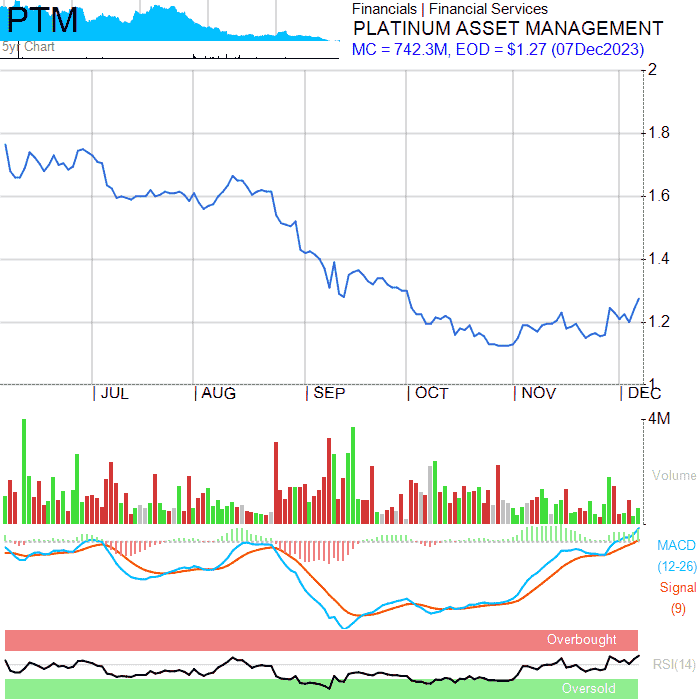 PTM
5yr Chart
Financials | Financial Services
PLATINUM ASSET MANAGEMENT
MC = 742.3M, EOD = $1.27 (07Dec2023)
2
1.8
1.6
1.4
1.2
1
JUL AUG SEP OCT NOV DEC
4M
Volume
MACD
(12-26)
Signal
(9)
Overbought
RSI(14)
Oversold